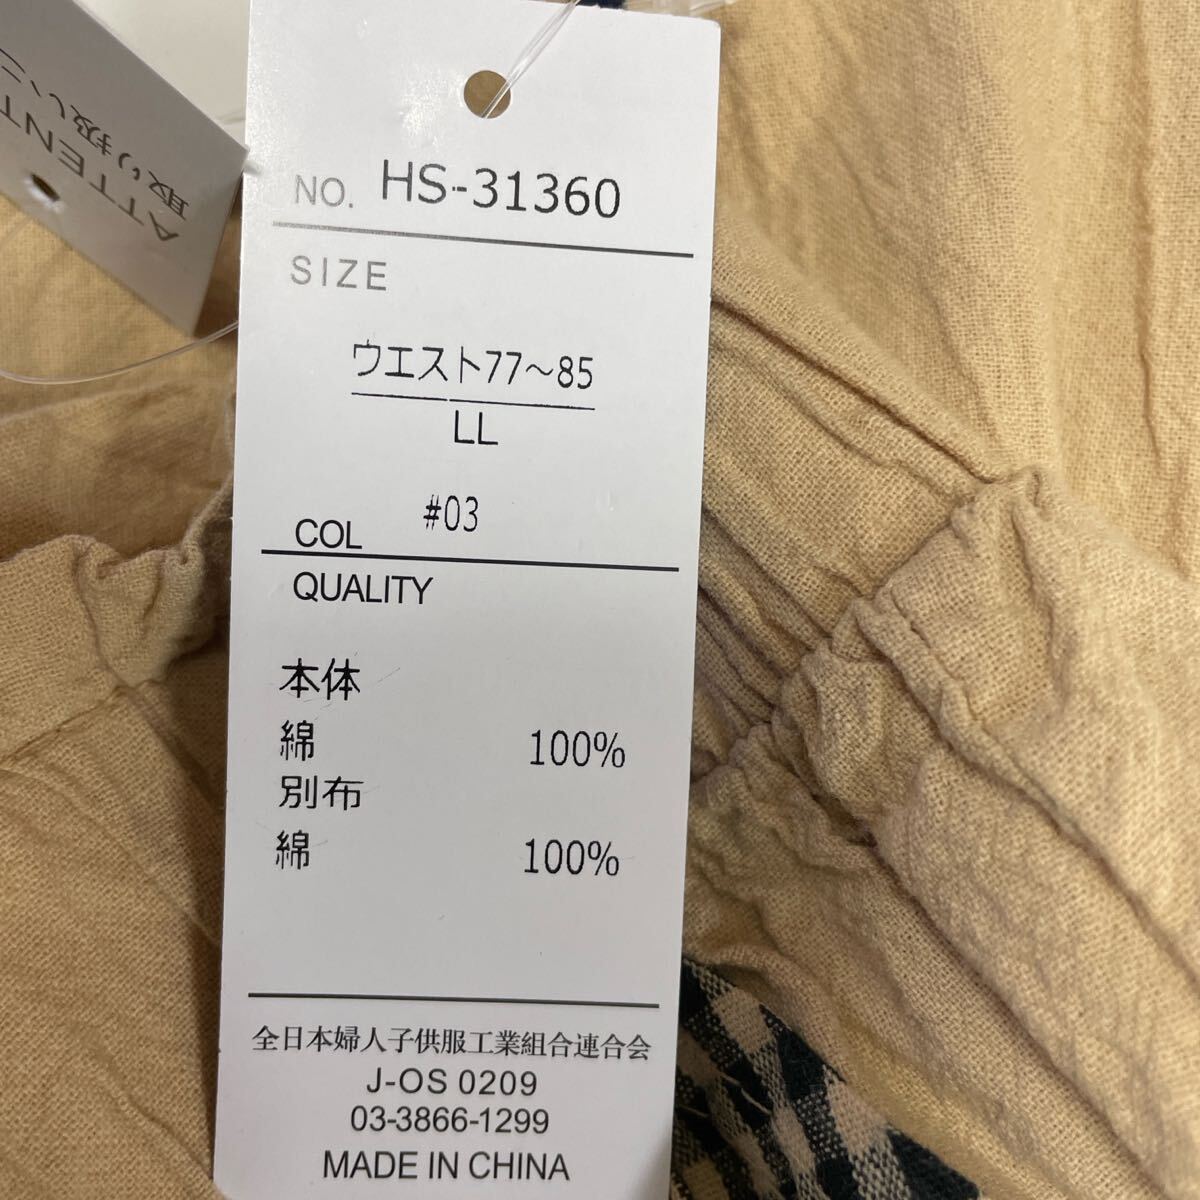 ATTENT
取り扱いこ
NO. HS-31360
SIZE
ウエスト77～85
LL
COL #03
QUALITY
本体
綿 100%
別布
綿 100%
全日本婦人子供服工業組合連合会
J-OS 0209
03-3866-1299
MADE IN CHINA